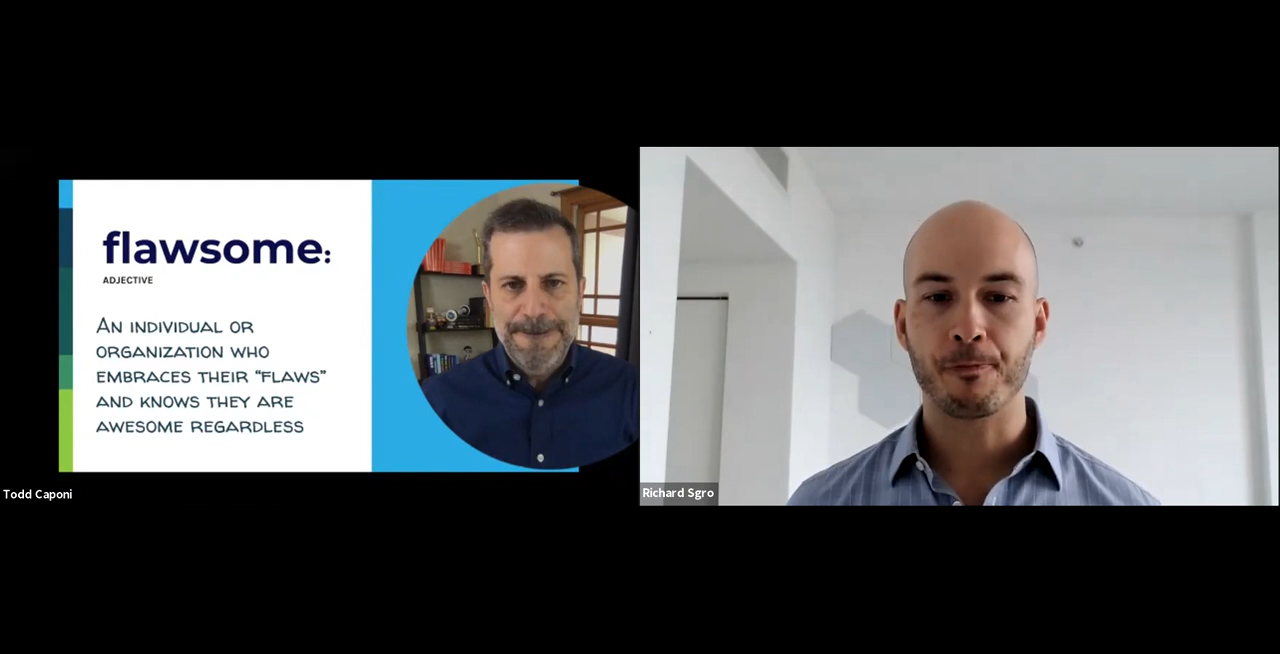 flawsome:
ADJECTIVE
AN INDIVIDUAL OR
ORGANIZATION WHO
EMBRACES THEIR “FLAWS”
AND KNOWS THEY ARE
AWESOME REGARDLESS
Todd Caponi
Richard Sgro